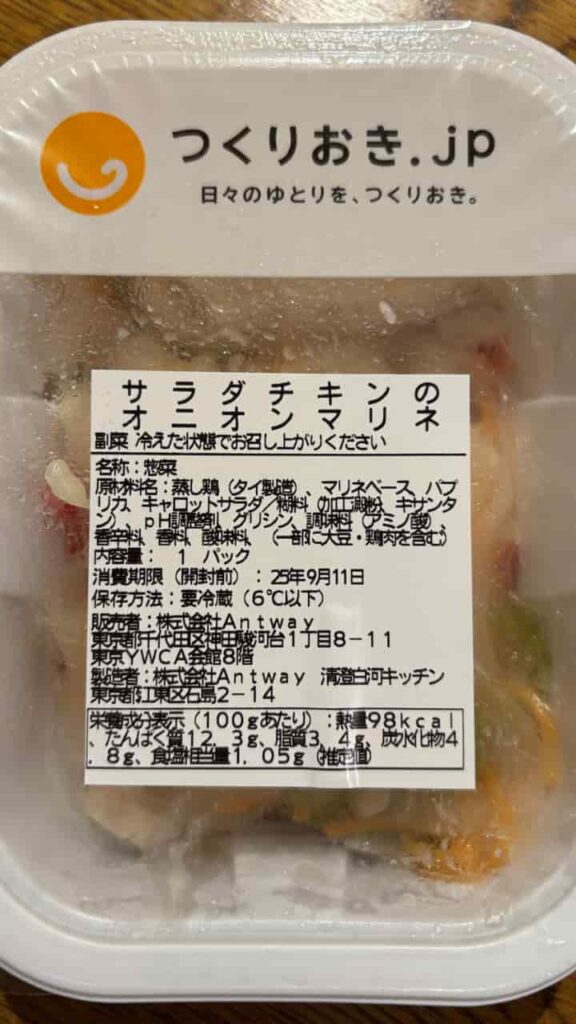 つくりおき.jp
日々のゆとりを、つくりおき。
サラダチキンの
オニオンマリネ
副菜 冷えた状態でお召し上がりください
名称：惣菜
原材料名：蒸し鶏（タイ製造）、マリネベース、パプ
リカ、キャロットサラダ／糊料（加工澱粉、キサンタ
ン）、ｐＨ調整剤、グリシン、調味料（アミノ酸）、
香辛料、香料、酸味料、（一部に大豆・鶏肉を含む）
内容量： １ パック
消費期限（開封前）：25年9月11日
保存方法：要冷蔵（６℃以下）
販売者：株式会社Ａｎｔｗａｙ
東京都千代田区神田駿河台１丁目８－１１
東京ＹＷＣＡ会館８階
製造者：株式会社Ａｎｔｗａｙ 清澄白河キッチン
東京都江東区石島２－１４
栄養成分表示（１００ｇあたり）：熱量９８ｋｃａｌ
、たんぱく質１２．３ｇ、脂質３．４ｇ、炭水化物４
．８ｇ、食塩相当量１．０５ｇ（推定値）